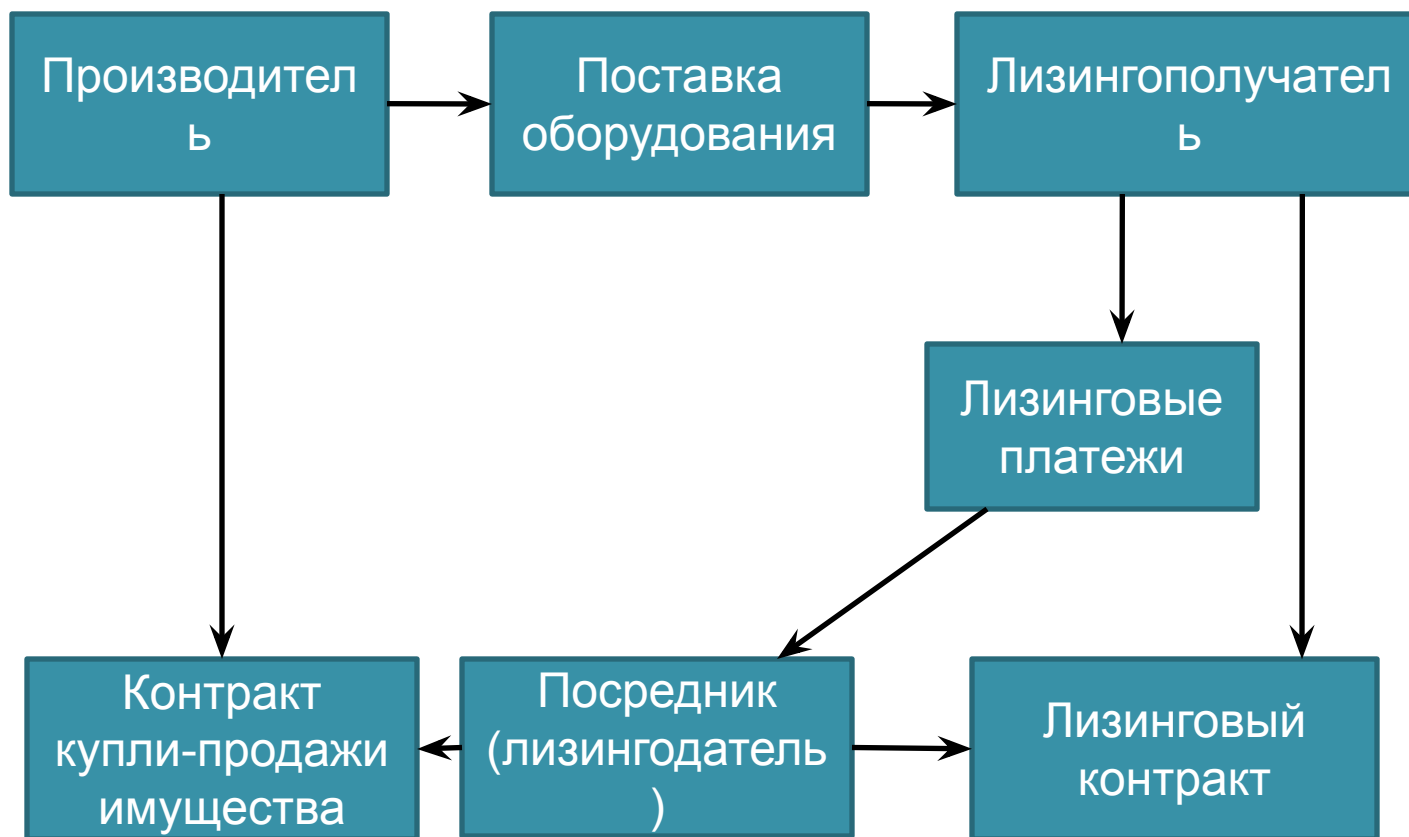 Производител
ь
Поставка
оборудования
Лизингополучател
ь
Лизинговые
платежи
Контракт
купли-продажи
имущества
Посредник
(лизингодатель
)
Лизинговый
контракт